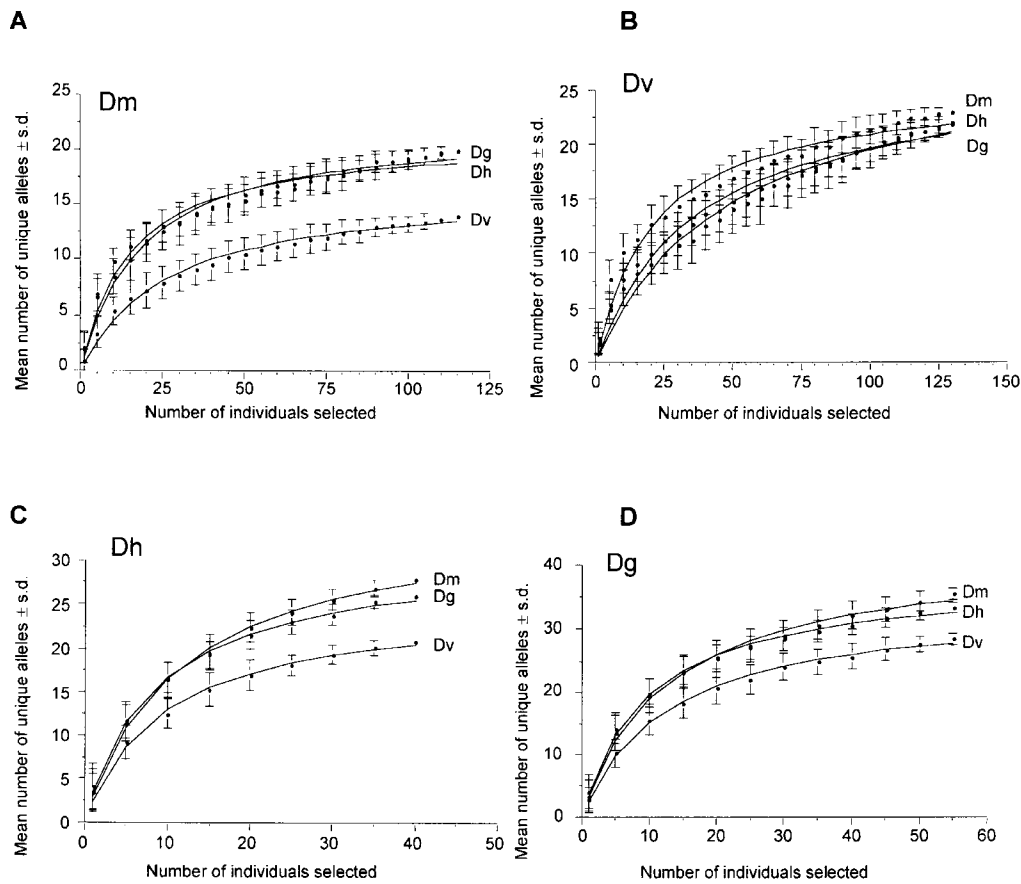 A
Dm
Mean number of unique alleles ± s.d.
25
20
15
10
5
0
Dg
Dh
Dv
0 25 50 75 100 125
Number of individuals selected
B
Dv
Mean number of unique alleles ± s.d.
25
20
15
10
5
0
Dm
Dh
Dg
0 25 50 75 100 125 150
Number of individuals selected
C
Dh
Mean number of unique alleles ± s.d.
30
25
20
15
10
5
0
Dm
Dg
Dv
0 10 20 30 40 50
Number of individuals selected
D
Dg
Mean number of unique alleles ± s.d.
40
30
20
10
0
Dm
Dh
Dv
0 10 20 30 40 50 60
Number of individuals selected